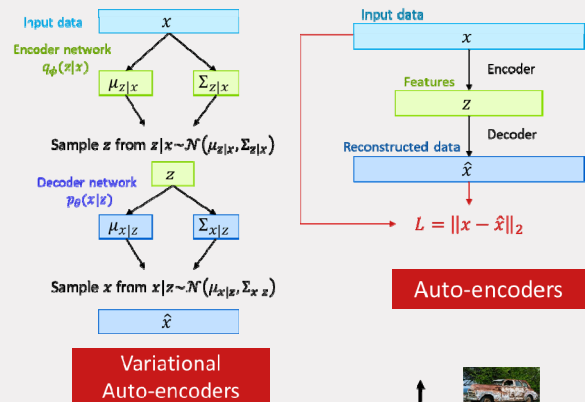 Input data
x
Encoder network
qϕ(z|x)
μz|x
Σz|x
Sample z from z|x~𝒩(μz|x, Σz|x)
Decoder network
pθ(x|z)
z
μx|z
Σx|z
Sample x from x|z~𝒩(μx|z, Σx z)
x̂
Variational
Auto-encoders
Input data
x
Encoder
Features
z
Decoder
Reconstructed data
x̂
L = ||x − x̂||2
Auto-encoders